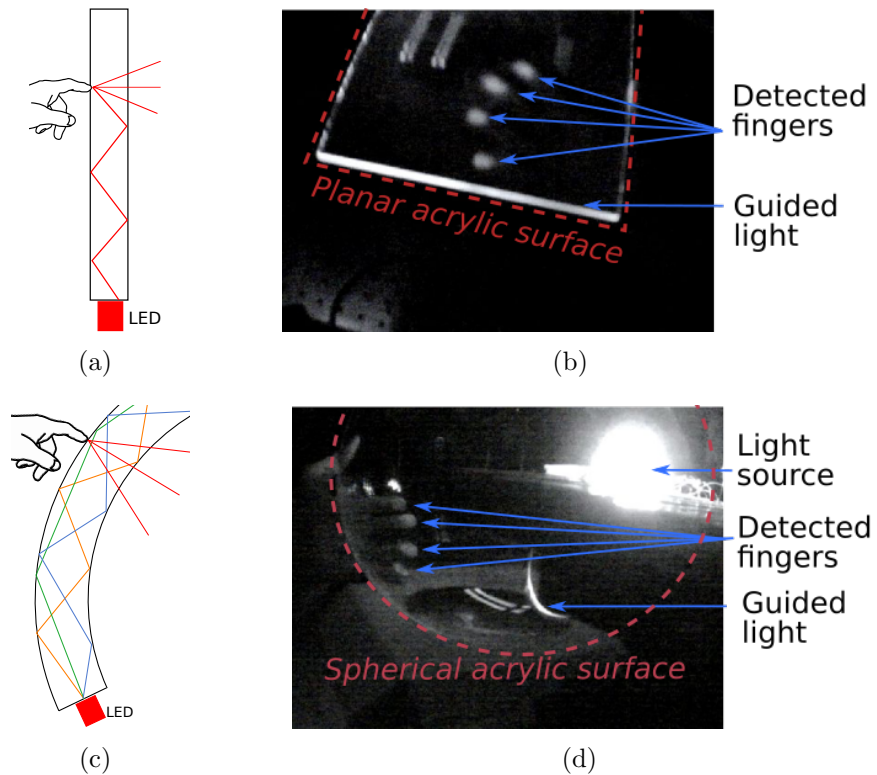 LED
(a)
Detected
fingers
Guided
light
Planar acrylic surface
(b)
LED
(c)
Light
source
Detected
fingers
Guided
light
Spherical acrylic surface
(d)